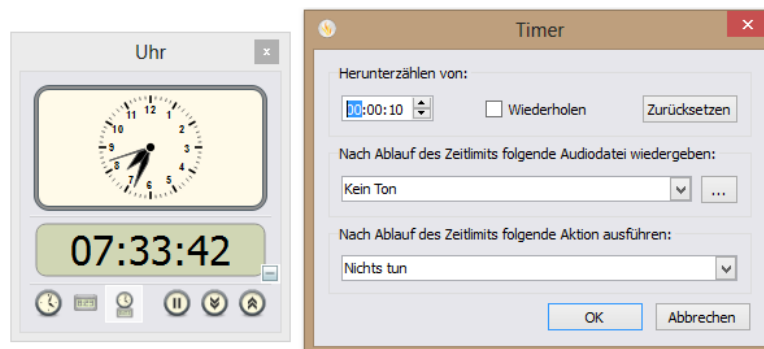 Uhr
x
12
1
2
3
4
5
6
7
8
9
10
11
07:33:42
Timer
x
Herunterzählen von:
00:00:10
Wiederholen
Zurücksetzen
Nach Ablauf des Zeitlimits folgende Audiodatei wiedergeben:
Kein Ton
...
Nach Ablauf des Zeitlimits folgende Aktion ausführen:
Nichts tun
OK
Abbrechen